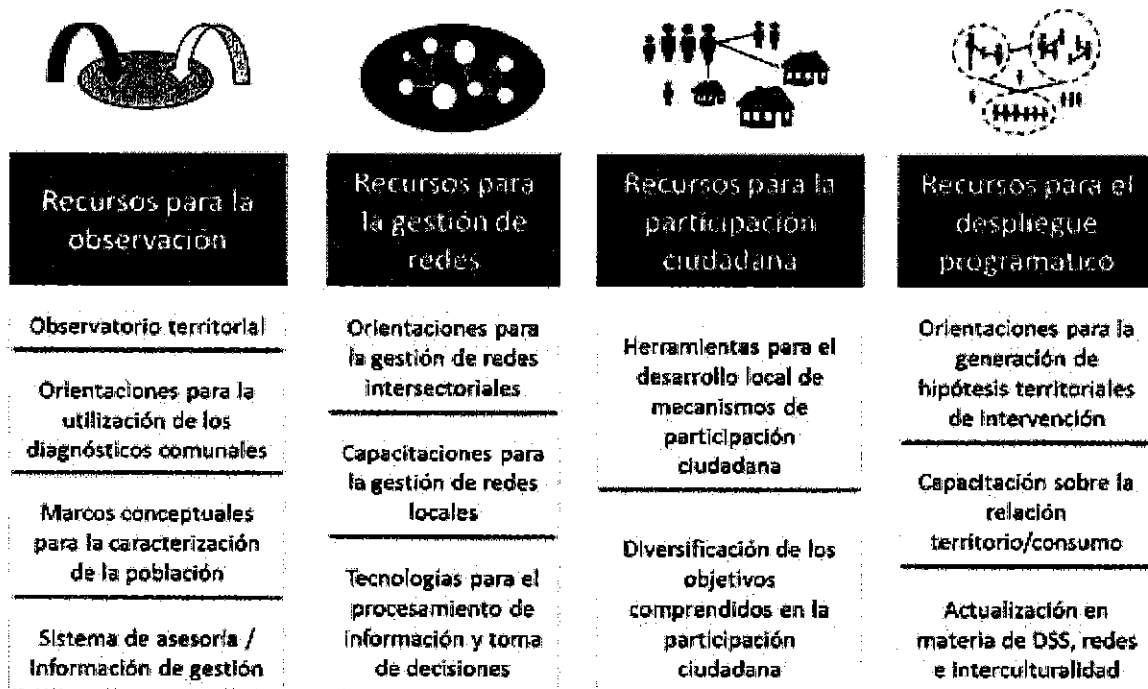 Recursos para la
observación
Observatorio territorial
Orientaciones para la
utilización de los
diagnósticos comunales
Marcos conceptuales
para la caracterización
de la población
Sistema de asesoría /
Información de gestión
Recursos para
la gestión de
redes
Orientaciones para
la gestión de redes
intersectoriales
Capacitaciones para
la gestión de redes
locales
Tecnologías para el
procesamiento de
información y toma
de decisiones
Recursos para la
participación
ciudadana
Herramientas para el
desarrollo local de
mecanismos de
participación
ciudadana
Diversificación de los
objetivos
comprendidos en la
participación
ciudadana
Recursos para el
despliegue
programatico
Orientaciones para la
generación de
hipótesis territoriales
de intervención
Capacitación sobre la
relación
territorio/consumo
Actualización en
materia de DSS, redes
e interculturalidad